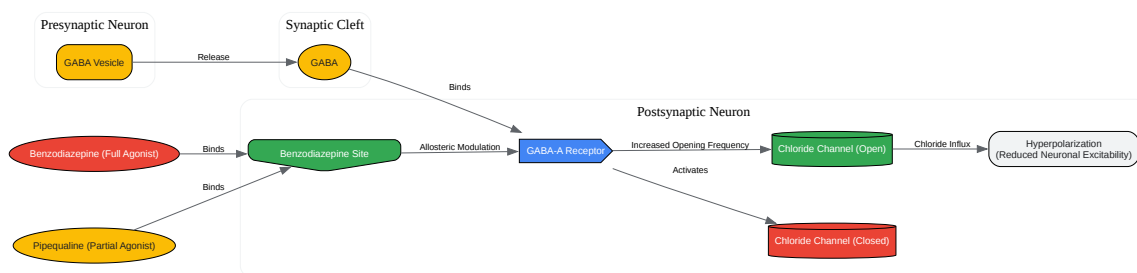 Presynaptic Neuron
Synaptic Cleft
GABA Vesicle
Release
GABA
Binds
Postsynaptic Neuron
Benzodiazepine (Full Agonist)
Binds
Benzodiazepine Site
Allosteric Modulation
GABA-A Receptor
Increased Opening Frequency
Chloride Channel (Open)
Chloride Influx
Hyperpolarization
(Reduced Neuronal Excitability)
Binds
Activates
Pipequaline (Partial Agonist)
Chloride Channel (Closed)